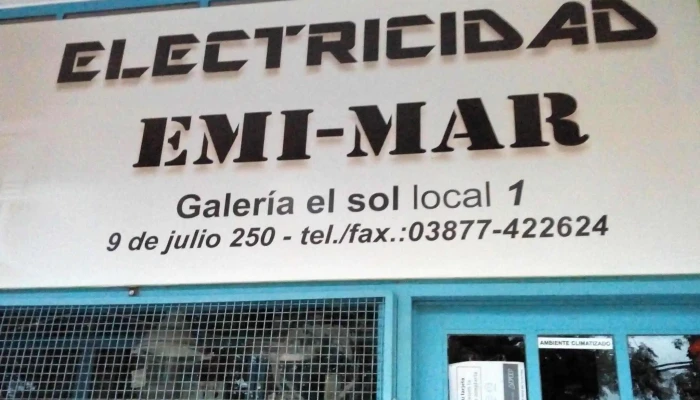 ELECTRICIDAD
EMI-MAR
Galería el sol local 1
9 de julio 250 - tel./fax.:03877-422624
AMBIENTE CLIMATIZADO